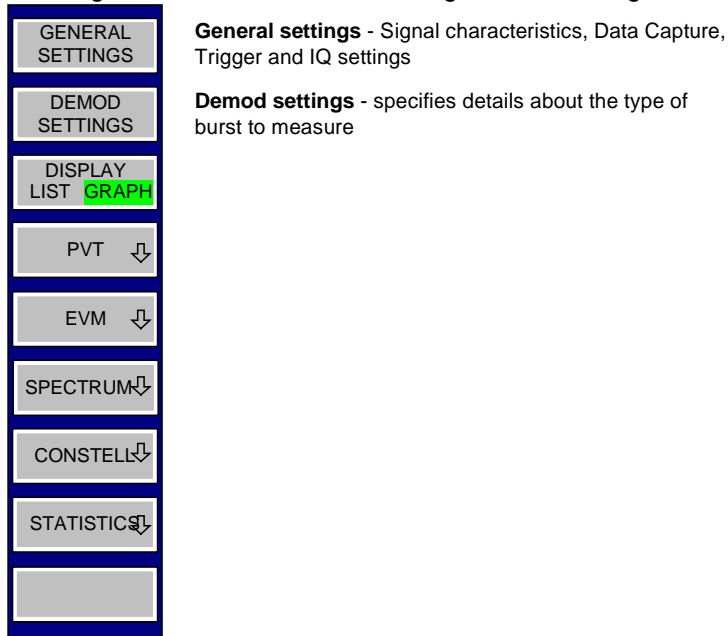 GENERAL
SETTINGS
General settings - Signal characteristics, Data Capture,
Trigger and IQ settings
DEMOD
SETTINGS
Demod settings - specifies details about the type of
burst to measure
DISPLAY
LIST GRAPH
PVT
EVM
SPECTRUM
CONSTELL
STATISTICS